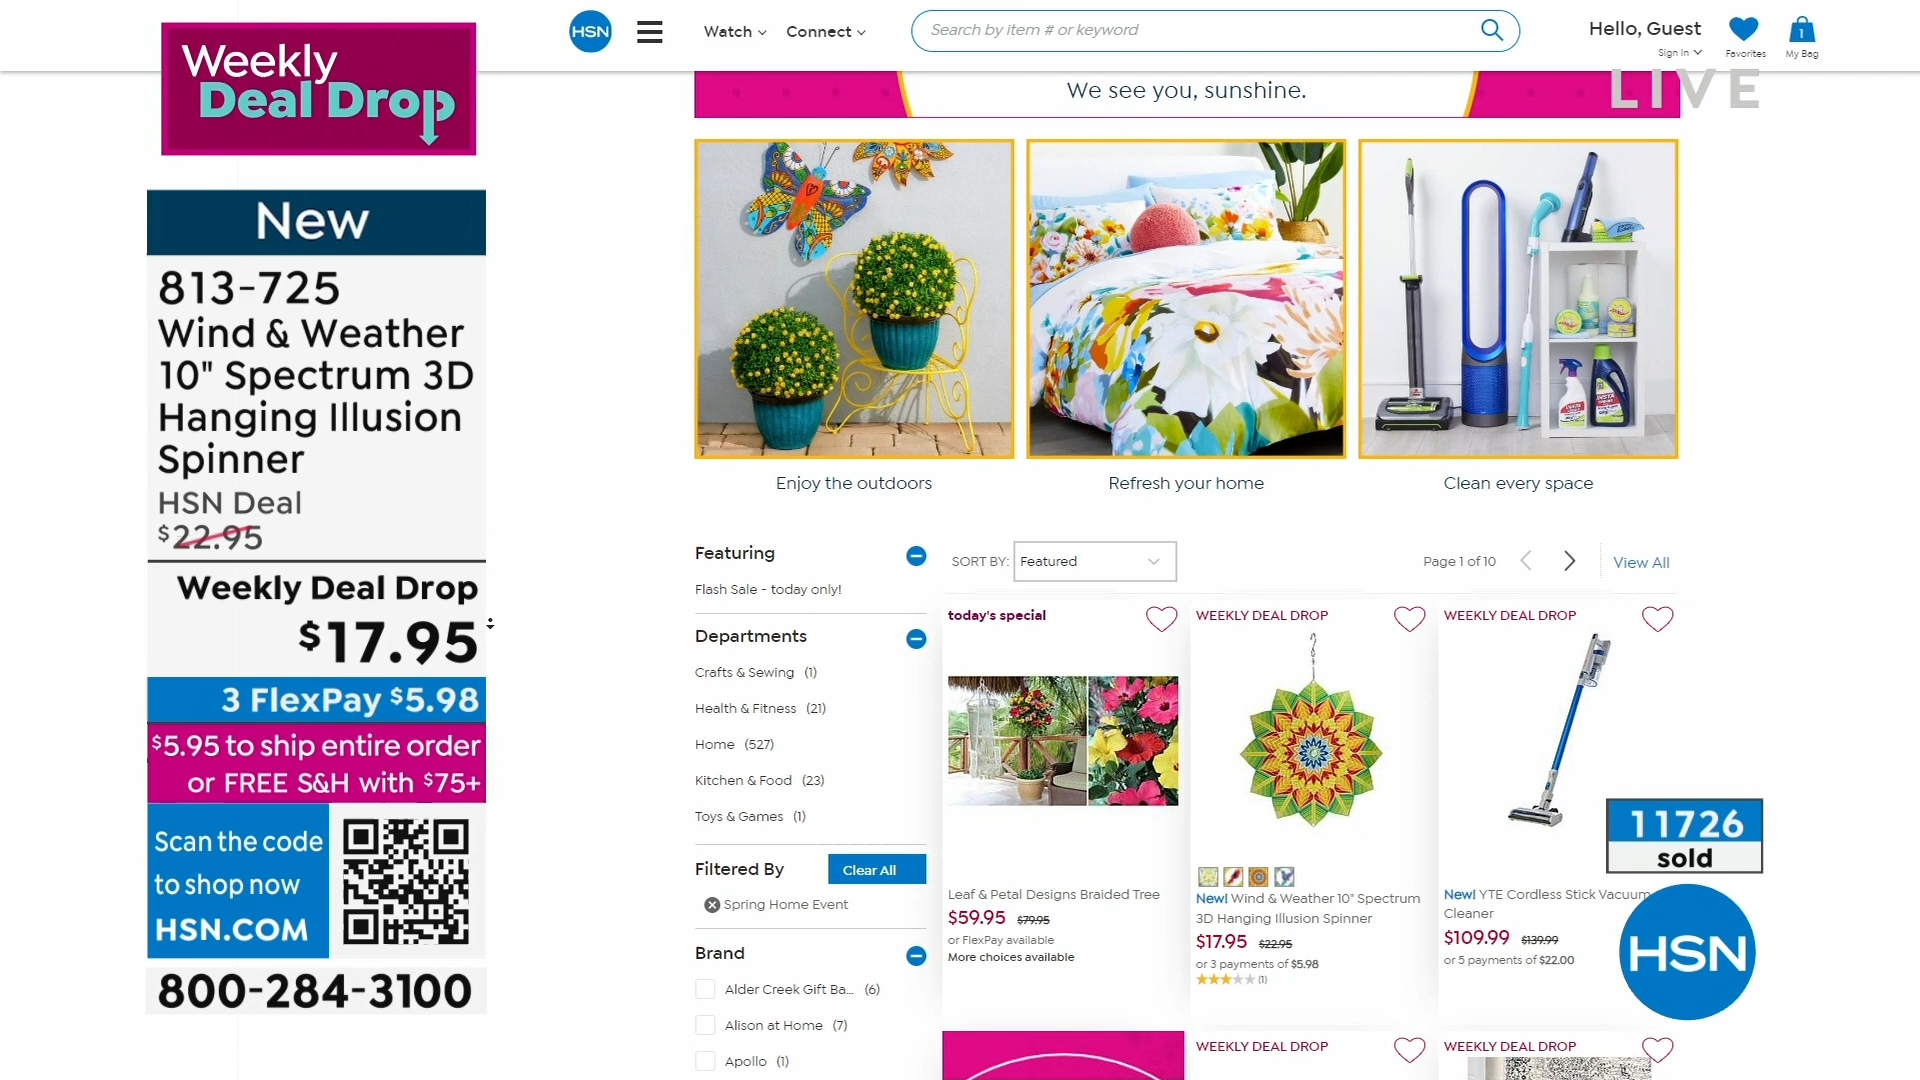 Weekly
Deal Drop
New
813-725
Wind & Weather
10" Spectrum 3D
Hanging Illusion
Spinner
HSN Deal
$22.95
Weekly Deal Drop
$17.95
3 FlexPay $5.98
$5.95 to ship entire order
or FREE S&H with $75+
Scan the code
to shop now
HSN.COM
800-284-3100
HSN
Watch
Connect
Search by item # or keyword
Hello, Guest
Sign In
Favorites
1
My Bag
LIVE
We see you, sunshine.
Enjoy the outdoors
Refresh your home
Clean every space
Featuring
Flash Sale - today only!
Departments
Crafts & Sewing (1)
Health & Fitness (21)
Home (527)
Kitchen & Food (23)
Toys & Games (1)
Filtered By
Clear All
Spring Home Event
Brand
Alder Creek Gift Ba... (6)
Alison at Home (7)
Apollo (1)
SORT BY:
Featured
Page 1 of 10
View All
today's special
Leaf & Petal Designs Braided Tree
$59.95 $79.95
or FlexPay available
More choices available
WEEKLY DEAL DROP
New! Wind & Weather 10" Spectrum
3D Hanging Illusion Spinner
$17.95 $22.95
or 3 payments of $5.98
(1)
WEEKLY DEAL DROP
New! YTE Cordless Stick Vacuum
Cleaner
$109.99 $139.99
or 5 payments of $22.00
WEEKLY DEAL DROP
WEEKLY DEAL DROP
11726
sold
HSN